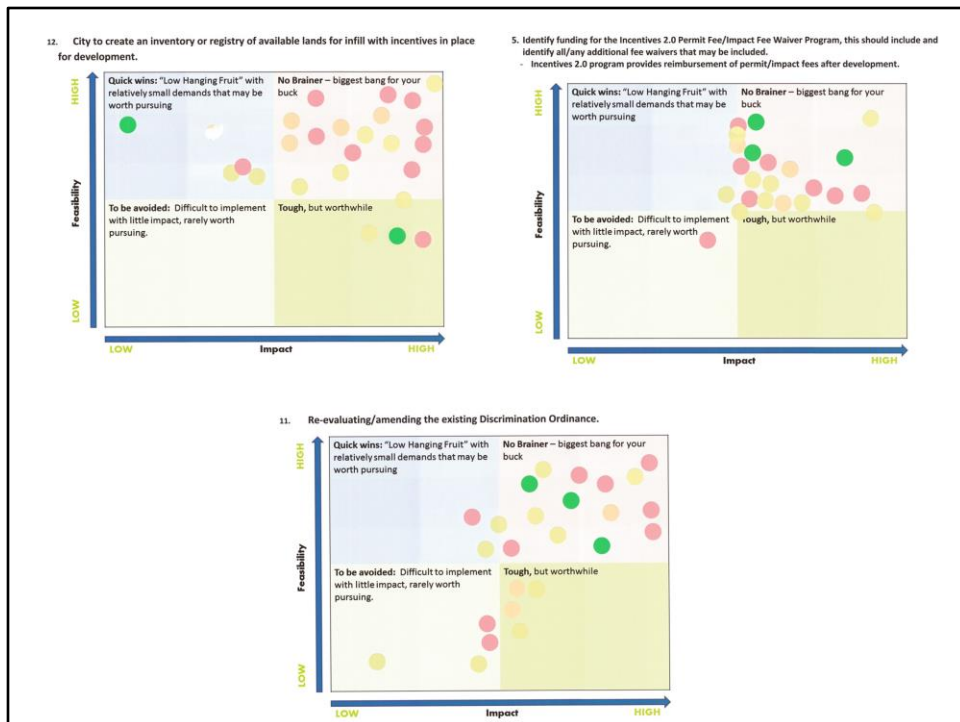 12. City to create an inventory or registry of available lands for infill with incentives in place
for development.
HIGH
Feasibility
LOW
Quick wins: "Low Hanging Fruit" with
relatively small demands that may be
worth pursuing
No Brainer – biggest bang for your
buck
To be avoided: Difficult to implement
with little impact, rarely worth
pursuing.
Tough, but worthwhile
LOW
Impact
HIGH
5. Identify funding for the Incentives 2.0 Permit Fee/Impact Fee Waiver Program, this should include and
identify all/any additional fee waivers that may be included.
- Incentives 2.0 program provides reimbursement of permit/impact fees after development.
HIGH
Feasibility
LOW
Quick wins: "Low Hanging Fruit" with
relatively small demands that may be
worth pursuing
No Brainer – biggest bang for your
buck
To be avoided: Difficult to implement
with little impact, rarely worth
pursuing.
Tough, but worthwhile
LOW
Impact
HIGH
11. Re-evaluating/amending the existing Discrimination Ordinance.
HIGH
Feasibility
LOW
Quick wins: "Low Hanging Fruit" with
relatively small demands that may be
worth pursuing
No Brainer – biggest bang for your
buck
To be avoided: Difficult to implement
with little impact, rarely worth
pursuing.
Tough, but worthwhile
LOW
Impact
HIGH